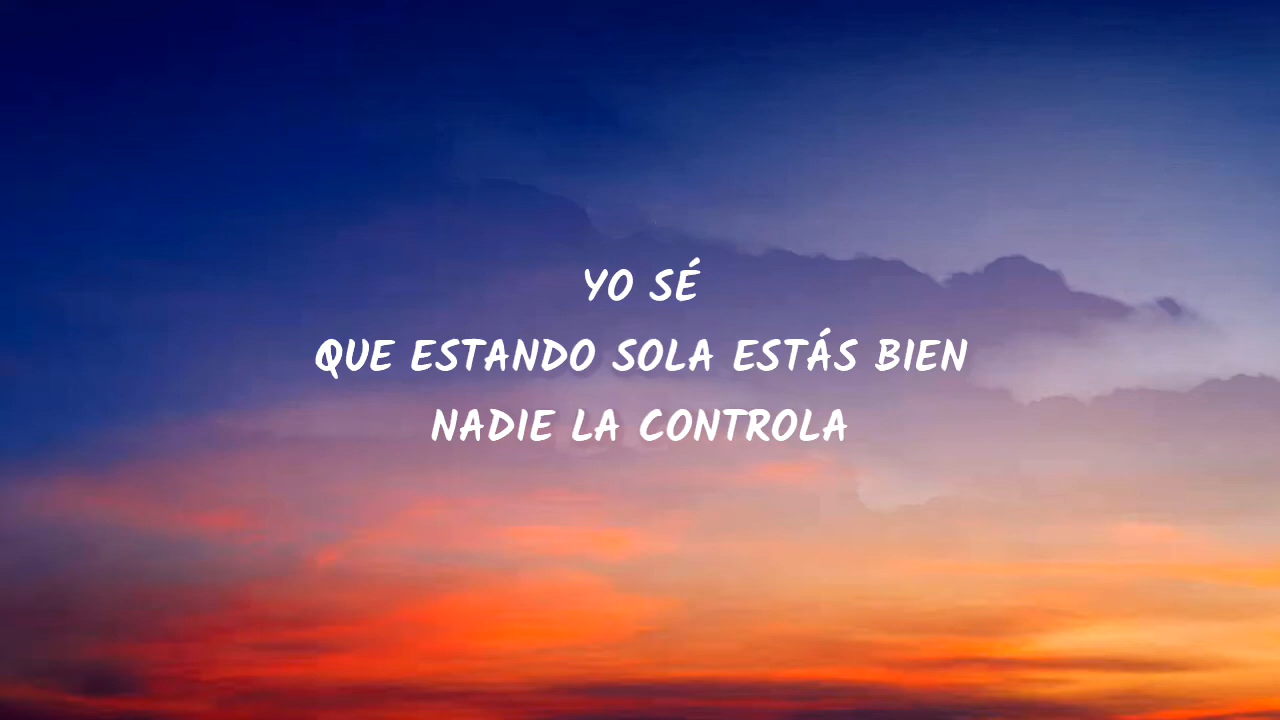 YO SÉ
QUE ESTANDO SOLA ESTÁS BIEN
NADIE LA CONTROLA